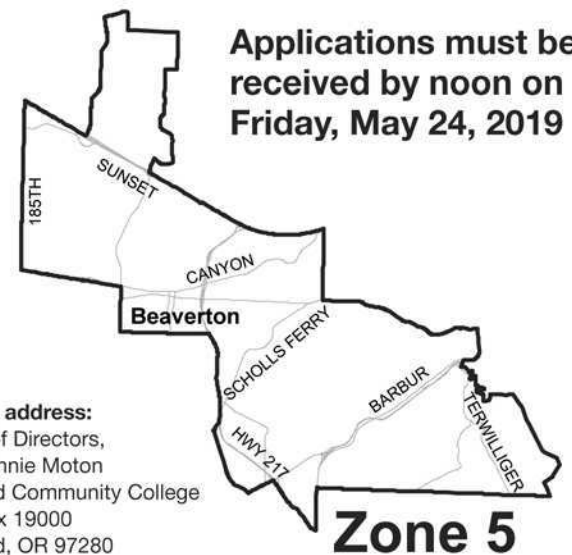 Applications must be
received by noon on
Friday, May 24, 2019
SUNSET
185TH
CANYON
Beaverton
SCHOLLS FERRY
BARBUR
TERWILLIGER
HWY 217
address:
f Directors,
nnie Moton
d Community College
x 19000
d, OR 97280
Zone 5